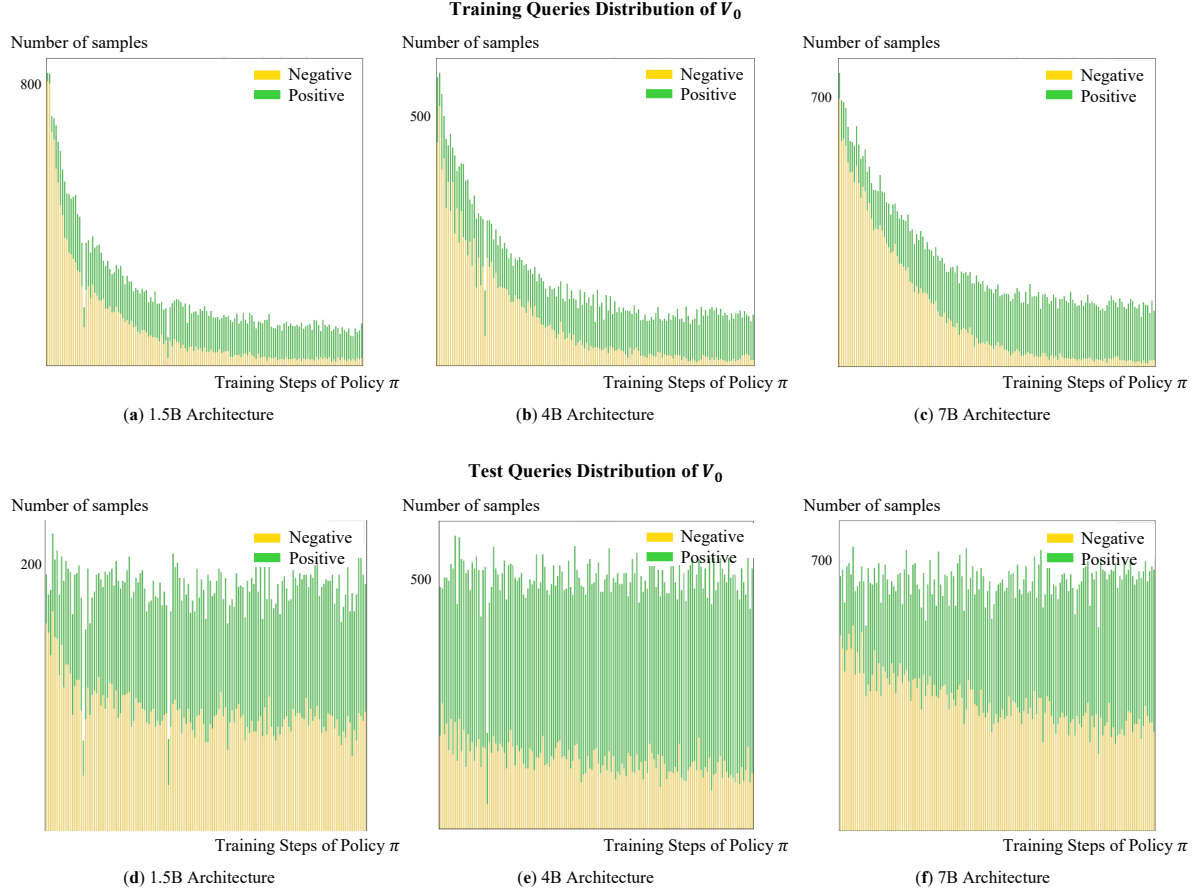 Training Queries Distribution of V₀
Number of samples
Number of samples
Number of samples
800
Negative
Positive
500
Negative
Positive
700
Negative
Positive
Training Steps of Policy π
Training Steps of Policy π
Training Steps of Policy π
(a) 1.5B Architecture
(b) 4B Architecture
(c) 7B Architecture
Test Queries Distribution of V₀
Number of samples
Number of samples
Number of samples
200
Negative
Positive
500
Negative
Positive
700
Negative
Positive
Training Steps of Policy π
Training Steps of Policy π
Training Steps of Policy π
(d) 1.5B Architecture
(e) 4B Architecture
(f) 7B Architecture